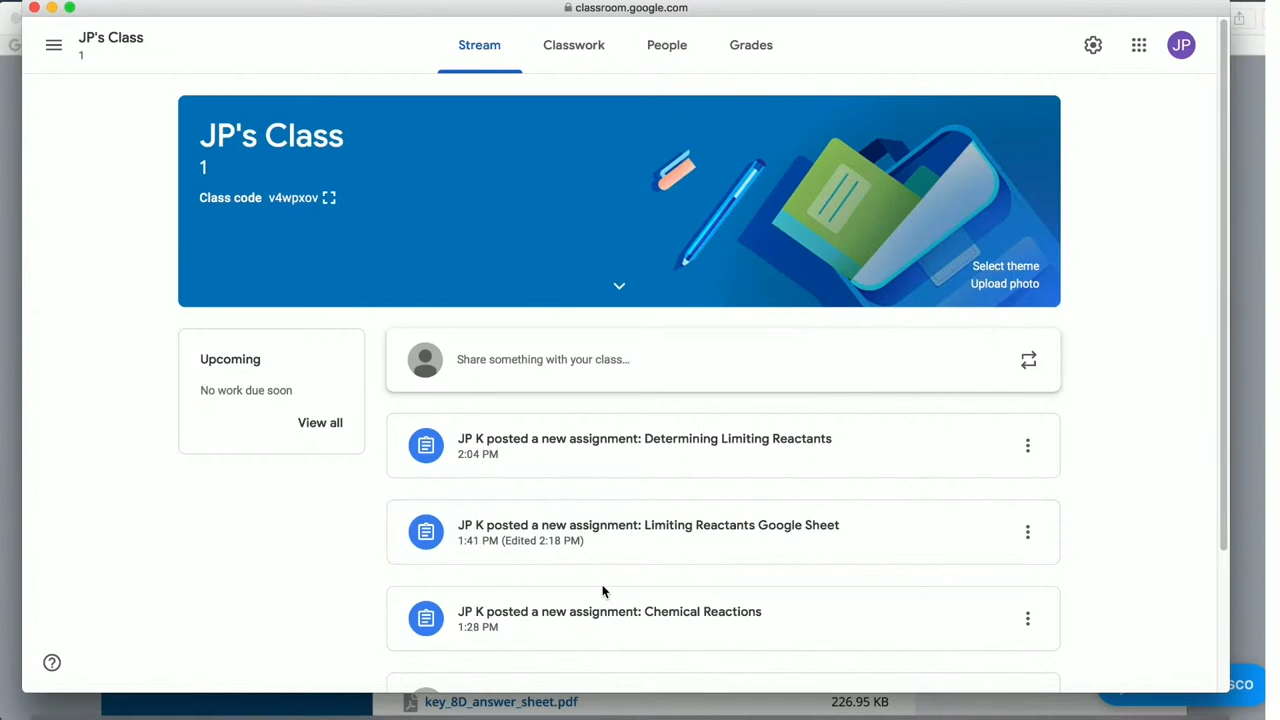 classroom.google.com
JP's Class
1
Stream
Classwork
People
Grades
JP
JP's Class
1
Class code v4wpxov
Select theme
Upload photo
Upcoming
No work due soon
View all
Share something with your class...
JP K posted a new assignment: Determining Limiting Reactants
2:04 PM
JP K posted a new assignment: Limiting Reactants Google Sheet
1:41 PM (Edited 2:18 PM)
JP K posted a new assignment: Chemical Reactions
1:28 PM
key_8D_answer_sheet.pdf
226.95 KB